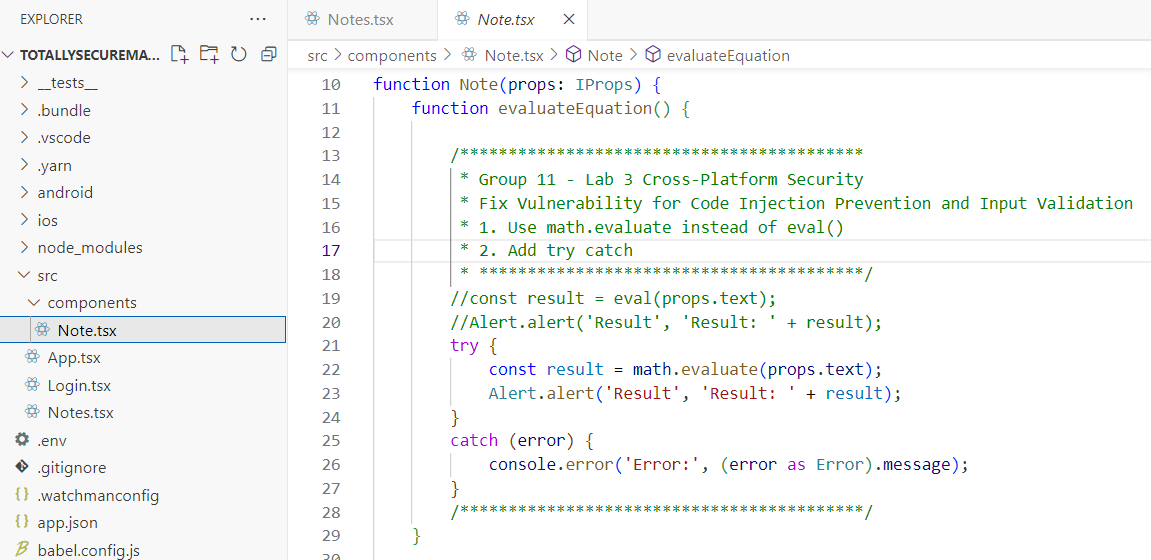 EXPLORER ...
TOTALLYSECUREMA...
__tests__
.bundle
.vscode
.yarn
android
ios
node_modules
src
components
Note.tsx
App.tsx
Login.tsx
Notes.tsx
.env
.gitignore
.watchmanconfig
{} app.json
babel.config.js
Notes.tsx Note.tsx
src > components > Note.tsx > Note > evaluateEquation
10 function Note(props: IProps) {
11 function evaluateEquation() {
12
13 /******************************************
14 * Group 11 - Lab 3 Cross-Platform Security
15 * Fix Vulnerability for Code Injection Prevention and Input Validation
16 * 1. Use math.evaluate instead of eval()
17 * 2. Add try catch
18 * ****************************************/
19 //const result = eval(props.text);
20 //Alert.alert('Result', 'Result: ' + result);
21 try {
22 const result = math.evaluate(props.text);
23 Alert.alert('Result', 'Result: ' + result);
24 }
25 catch (error) {
26 console.error('Error:', (error as Error).message);
27 }
28 /******************************************/
29 }